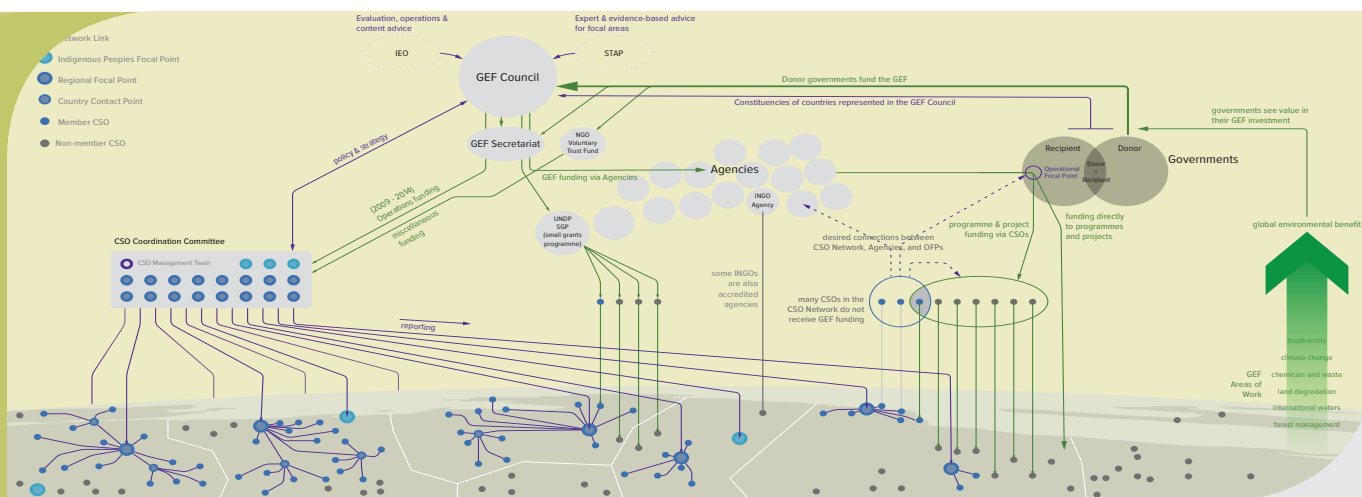 Evaluation, operations &
content advice
Expert & evidence-based advice
for focal areas
IEO
STAP
GEF Council
etwork Link
Indigenous Peoples Focal Point
Regional Focal Point
Country Contact Point
Member CSO
Non-member CSO
Donor governments fund the GEF
Constituencies of countries represented in the GEF Council
governments see value in
their GEF investment
policy & strategy
GEF Secretariat
NGO
Voluntary
Trust Fund
Agencies
GEF funding via Agencies
INGO
Agency
Recipient
Donor
Donor
+
Recipient
Operational
Focal Point
Governments
(2009 - 2014)
Operations funding
miscellaneous
funding
UNDP
SGP
(small grants
programme)
desired connections between
CSO Network, Agencies, and OFPs
programme & project
funding via CSOs
funding directly
to programmes
and projects
global environmental benefit
CSO Coordination Committee
CSO Management Team
some INGOs
are also
accredited
agencies
many CSOs in the
CSO Network do not
receive GEF funding
reporting
GEF
Areas of
Work
biodiversity
climate change
chemicals and waste
land degredation
international waters
forest management